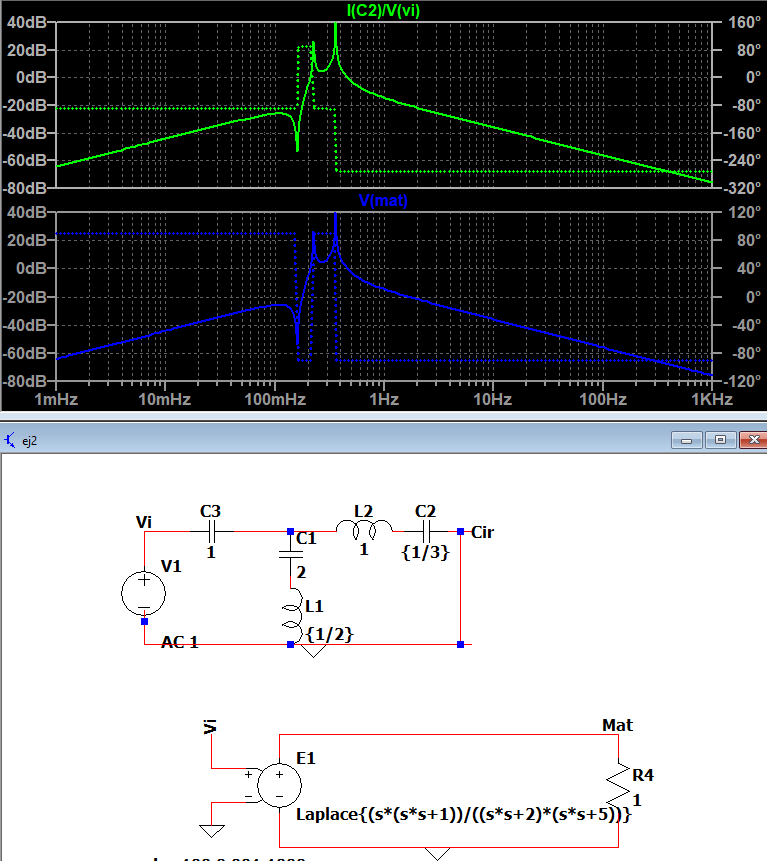 I(C2)/V(vi)
40dB 160°
20dB 80°
0dB 0°
-20dB -80°
-40dB -160°
-60dB -240°
-80dB -320°
V(mat)
40dB 120°
20dB 80°
0dB 40°
-20dB 0°
-40dB -40°
-60dB -80°
-80dB -120°
1mHz 10mHz 100mHz 1Hz 10Hz 100Hz 1KHz
ej2
Vi C3 L2 C2 Cir
1 C1 1 {1/3}
V1 2
L1
{1/2}
AC 1
Vi Mat
E1
R4
1
Laplace{(s*(s*s+1))/((s*s+2)*(s*s+5))}